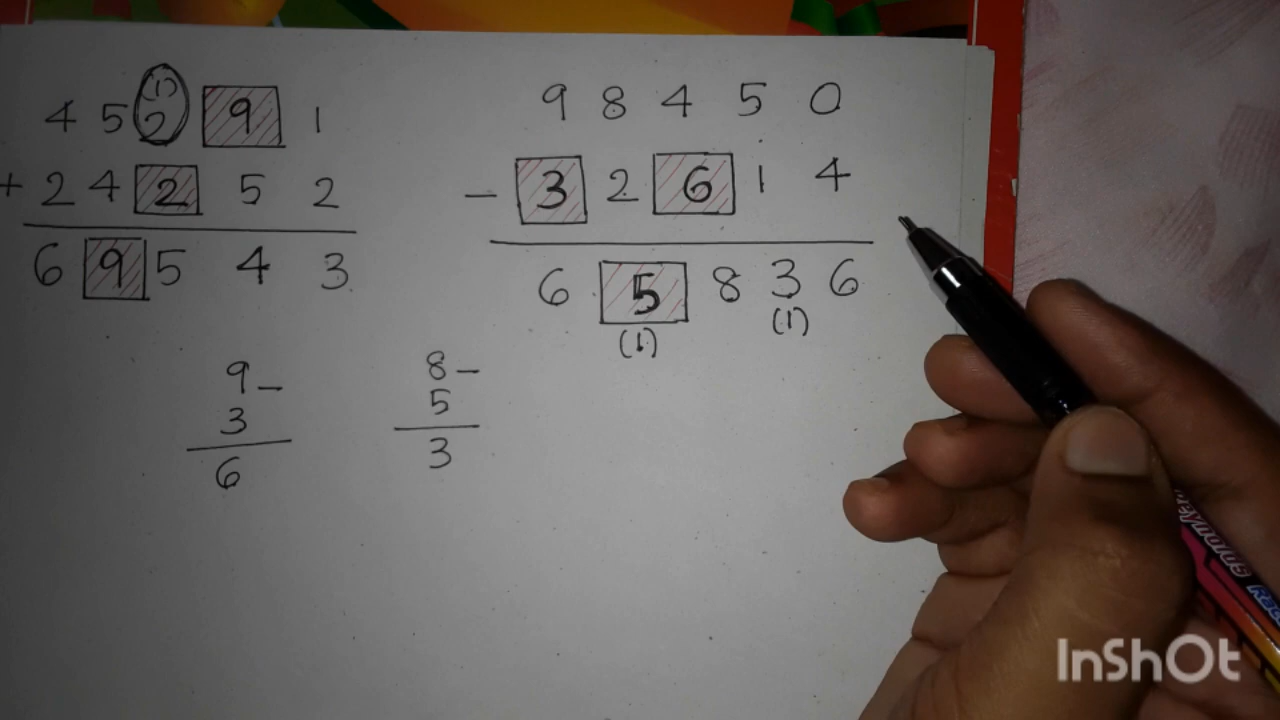 4 5 (1) 2 9 1
+ 2 4 2 5 2
6 9 5 4 3
9 8 4 5 0
- 3 2 6 1 4
6 5 8 3 6
(1) (1)
9 -
3
6
8 -
5
3
InShOt